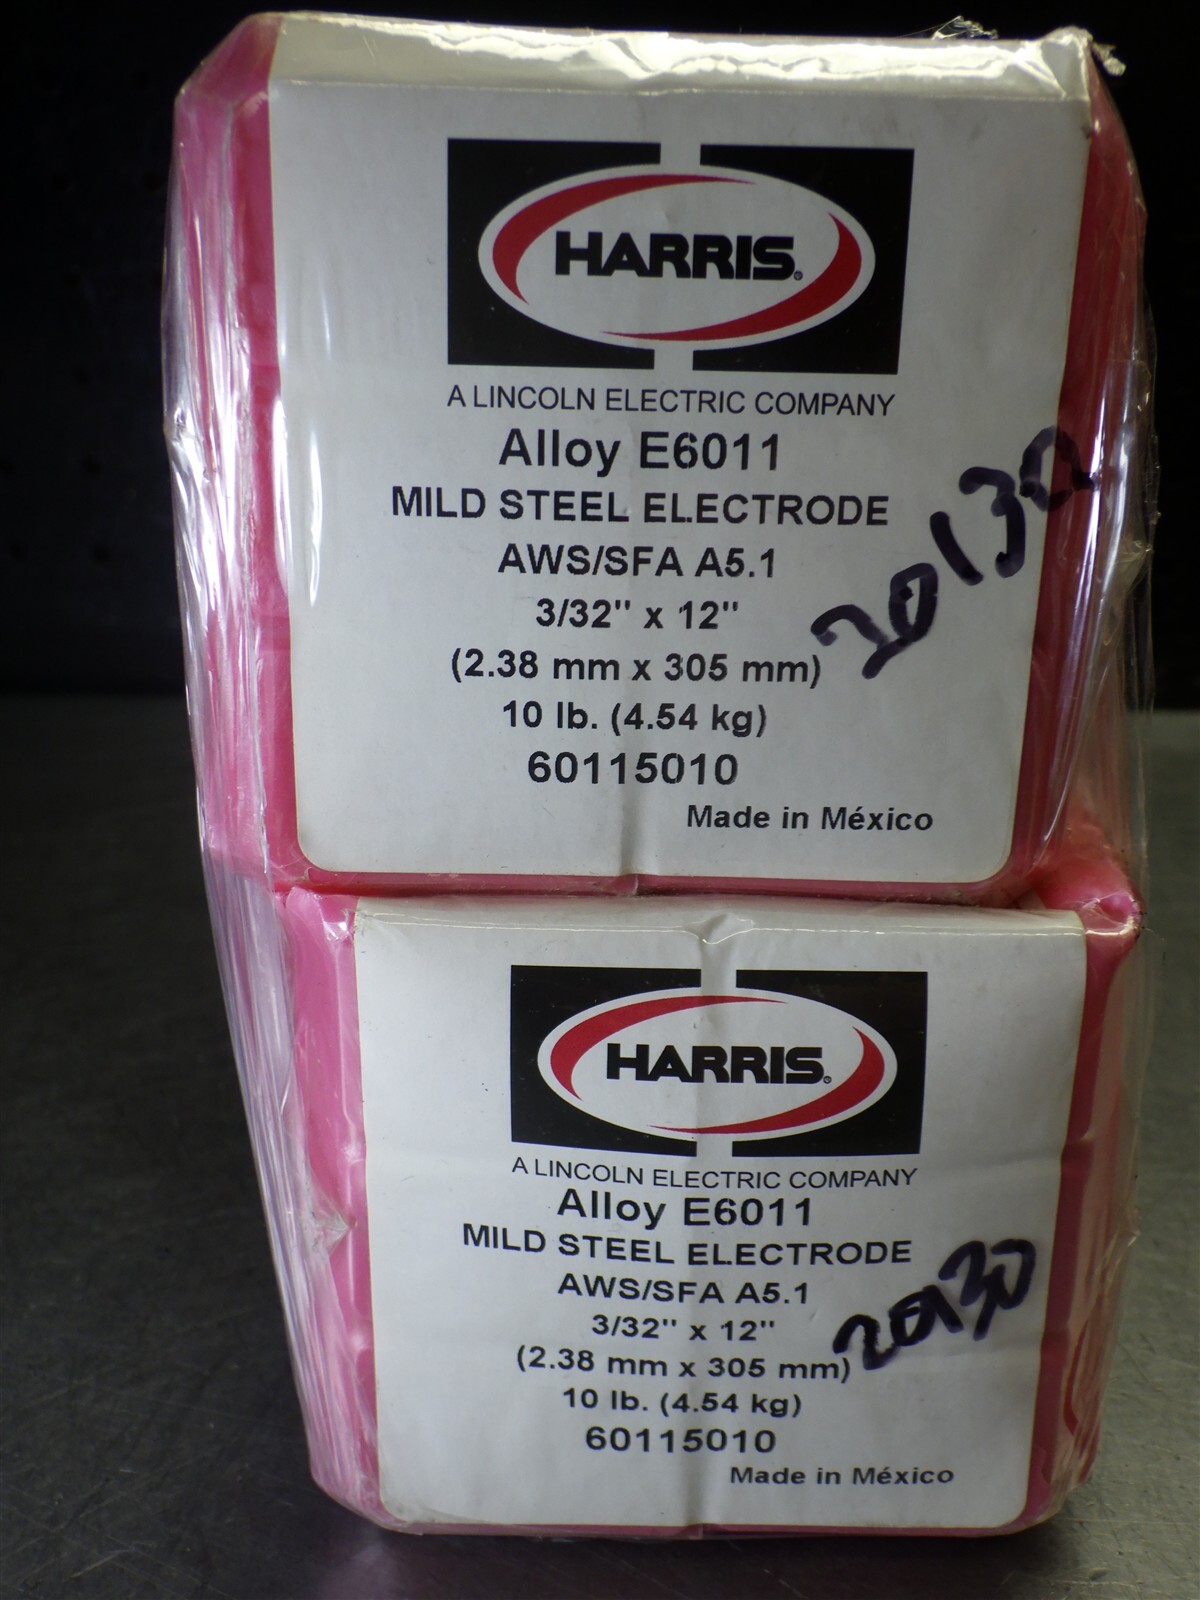 HARRIS®
A LINCOLN ELECTRIC COMPANY
Alloy E6011
MILD STEEL ELECTRODE
AWS/SFA A5.1
3/32" x 12"
(2.38 mm x 305 mm)
10 lb. (4.54 kg)
60115010
Made in México
20130
HARRIS®
A LINCOLN ELECTRIC COMPANY
Alloy E6011
MILD STEEL ELECTRODE
AWS/SFA A5.1
3/32" x 12"
(2.38 mm x 305 mm)
10 lb. (4.54 kg)
60115010
Made in México
20130